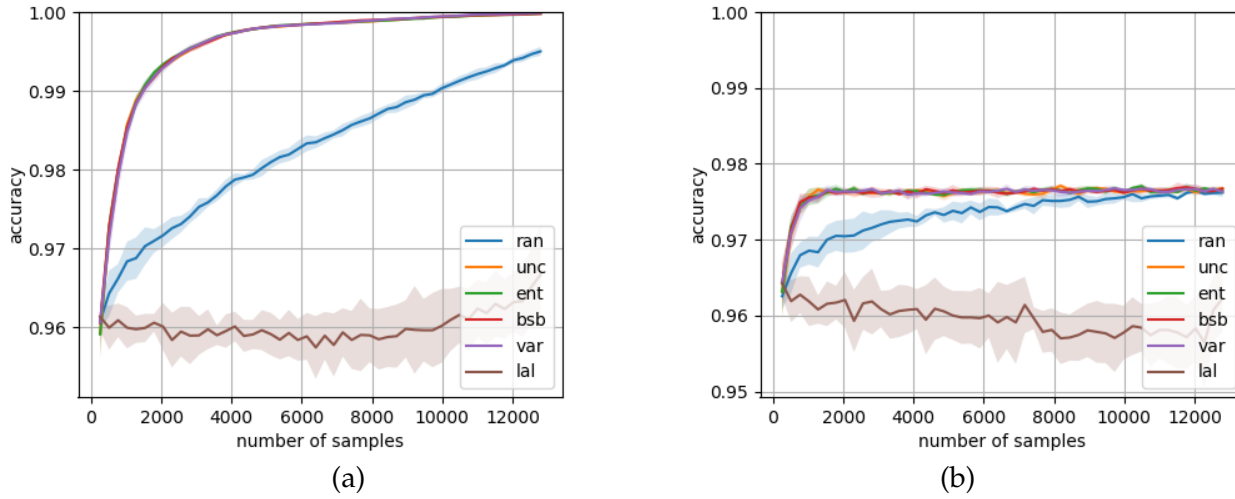 1.00
0.99
0.98
0.97
0.96
accuracy
ran
unc
ent
bsb
var
lal
0 2000 4000 6000 8000 10000 12000
number of samples
(a)
1.00
0.99
0.98
0.97
0.96
0.95
accuracy
ran
unc
ent
bsb
var
lal
0 2000 4000 6000 8000 10000 12000
number of samples
(b)